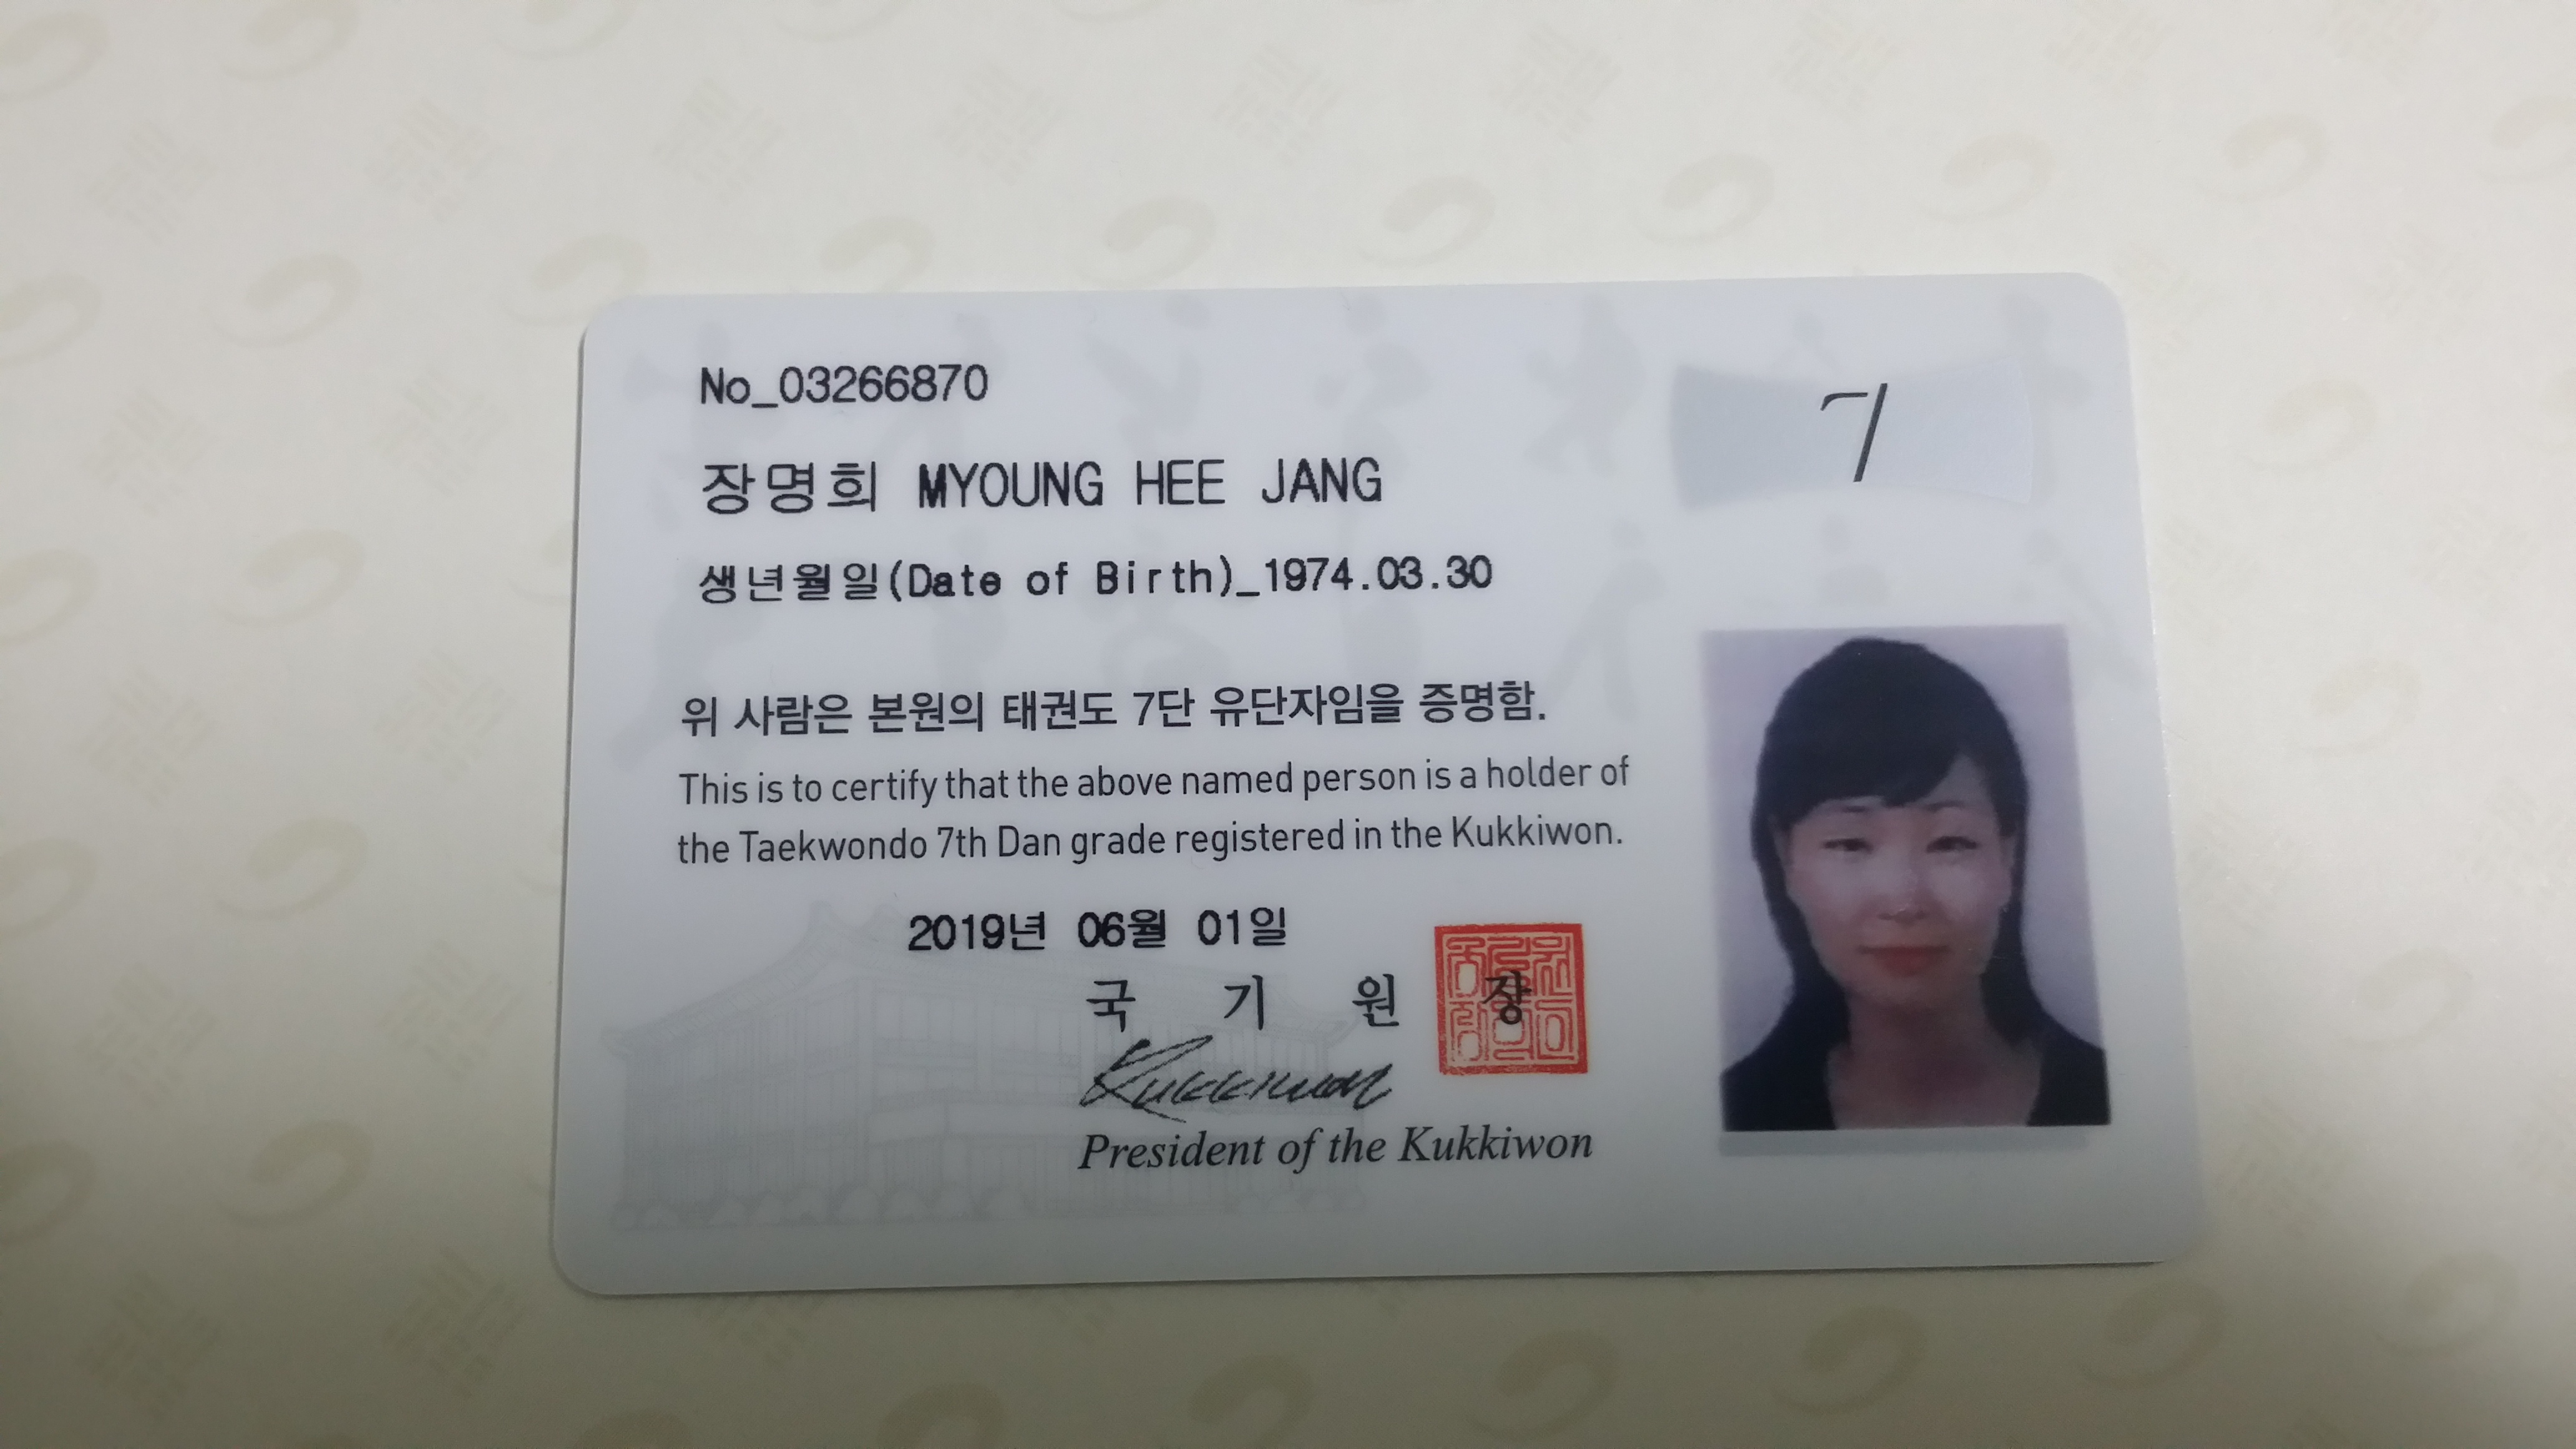 No_03266870
7
장명희 MYOUNG HEE JANG
생년월일(Date of Birth)_1974.03.30
위 사람은 본원의 태권도 7단 유단자임을 증명함.
This is to certify that the above named person is a holder of
the Taekwondo 7th Dan grade registered in the Kukkiwon.
2019년 06월 01일
국 기 원 장
Kukkiwon
President of the Kukkiwon